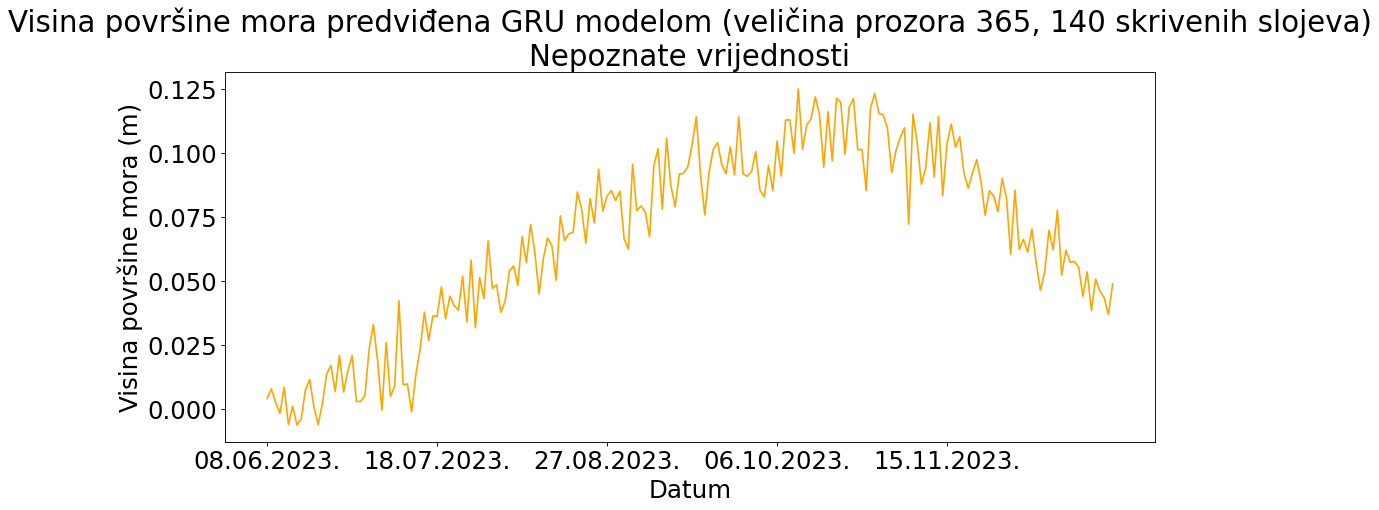 Visina površine mora predviđena GRU modelom (veličina prozora 365, 140 skrivenih slojeva)
Nepoznate vrijednosti
Visina površine mora (m)
0.125
0.100
0.075
0.050
0.025
0.000
08.06.2023. 18.07.2023. 27.08.2023. 06.10.2023. 15.11.2023.
Datum